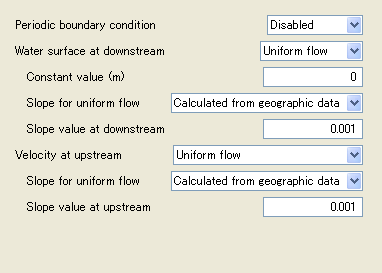 Periodic boundary condition Disabled
Water surface at downstream Uniform flow
Constant value (m) 0
Slope for uniform flow Calculated from geographic data
Slope value at downstream 0.001
Velocity at upstream Uniform flow
Slope for uniform flow Calculated from geographic data
Slope value at upstream 0.001